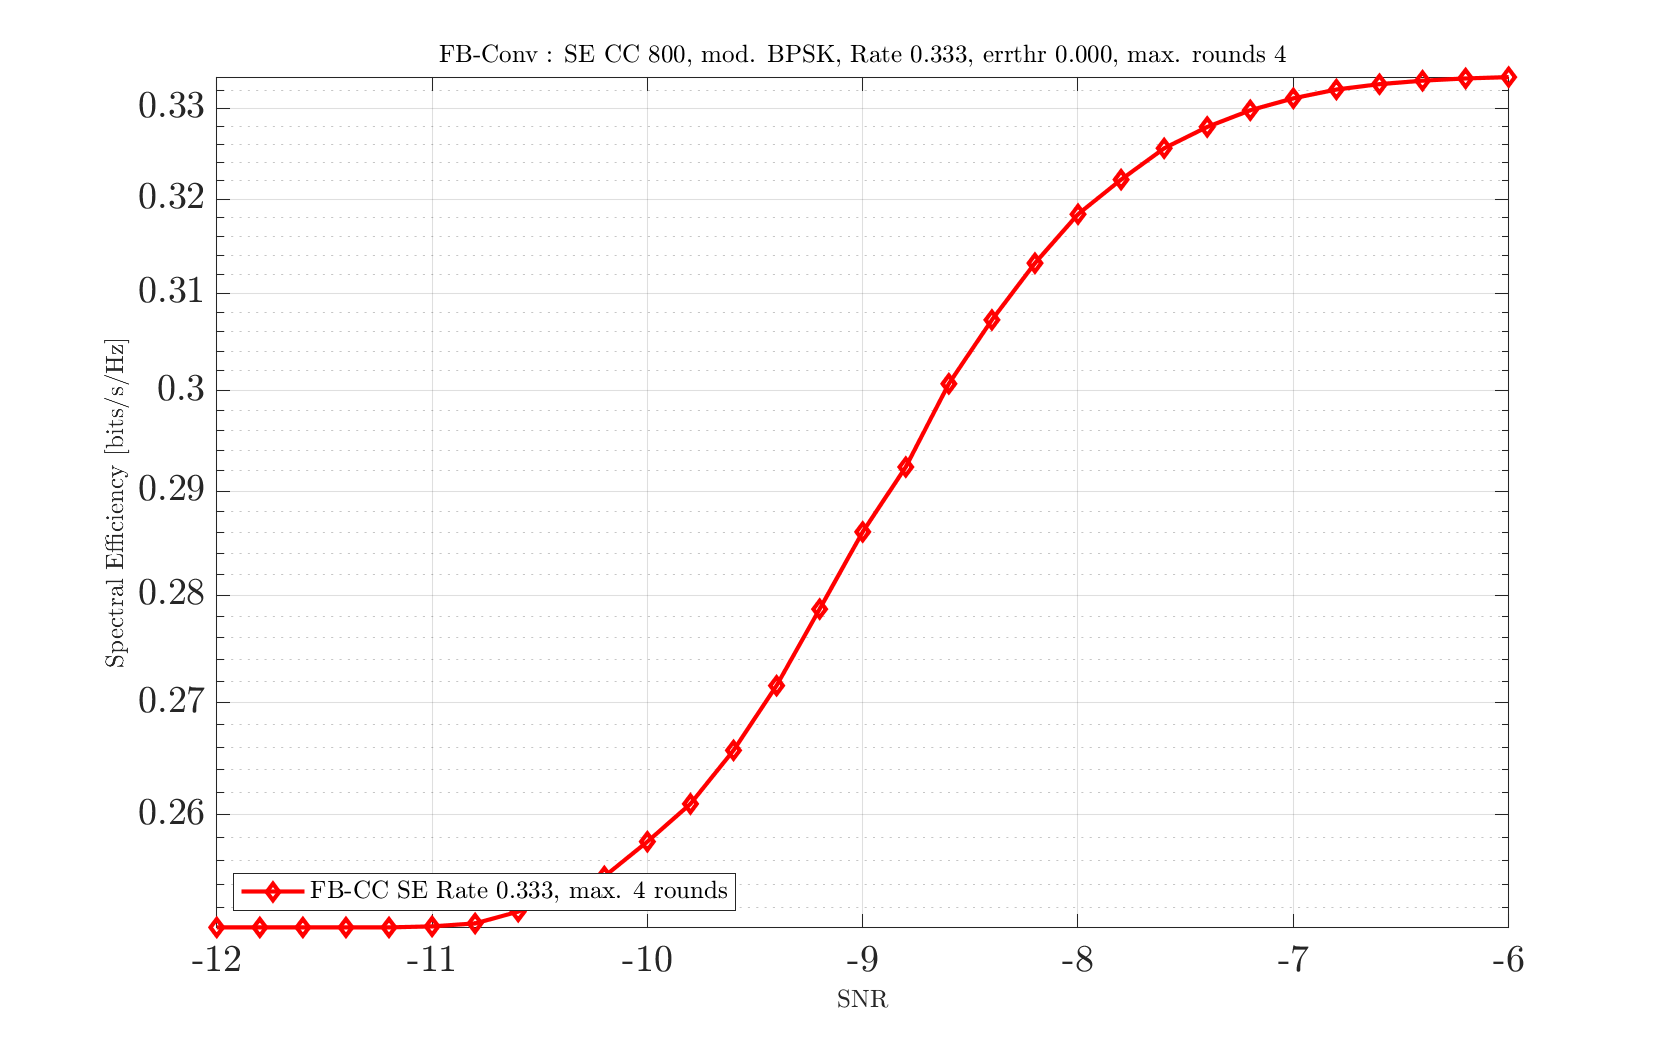 FB-Conv : SE CC 800, mod. BPSK, Rate 0.333, errthr 0.000, max. rounds 4
0.33
0.32
0.31
0.3
0.29
0.28
0.27
0.26
Spectral Efficiency [bits/s/Hz]
FB-CC SE Rate 0.333, max. 4 rounds
-12 -11 -10 -9 -8 -7 -6
SNR